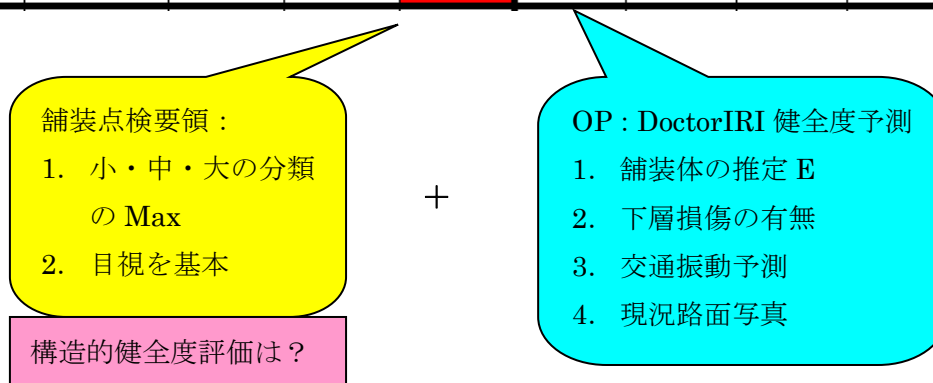 舗装点検要領：
1. 小・中・大の分類
の Max
2. 目視を基本
構造的健全度評価は？
＋
OP：DoctorIRI 健全度予測
1. 舗装体の推定 E
2. 下層損傷の有無
3. 交通振動予測
4. 現況路面写真